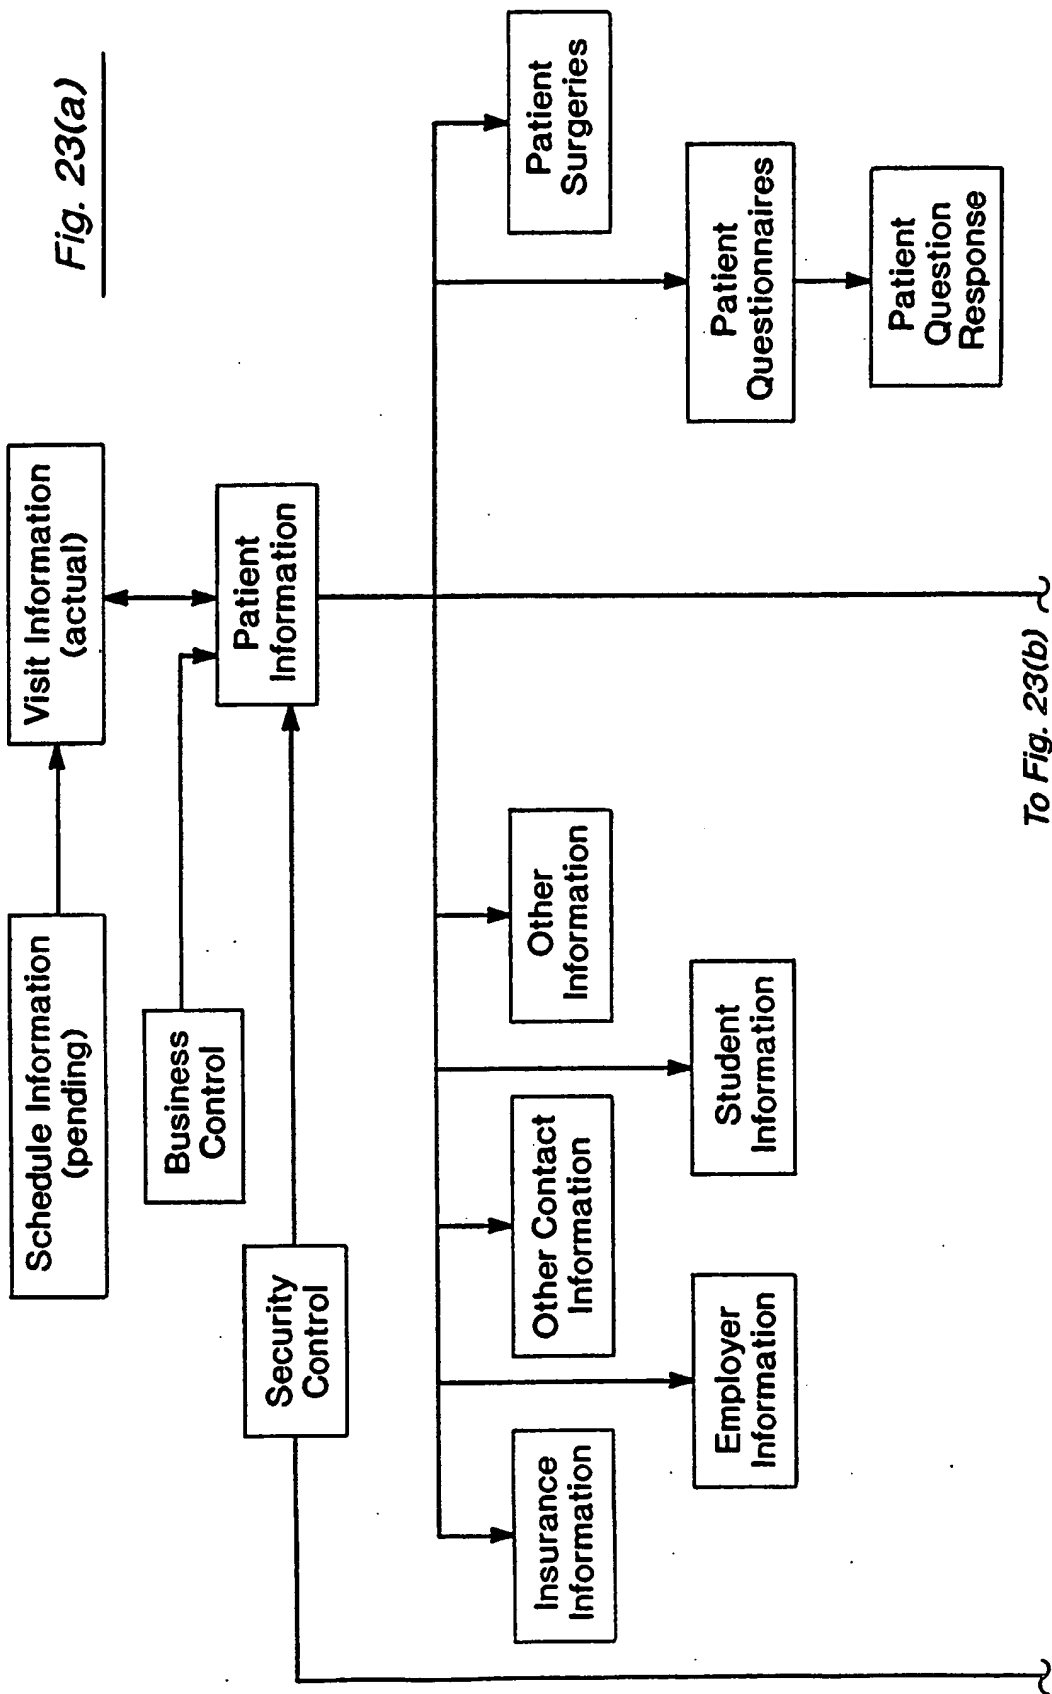 Fig. 23(a)
Schedule Information
(pending)
Visit Information
(actual)
Business
Control
Security
Control
Patient
Information
Insurance
Information
Other Contact
Information
Other
Information
Patient
Surgeries
Employer
Information
Student
Information
Patient
Questionnaires
Patient
Question
Response
To Fig. 23(b)